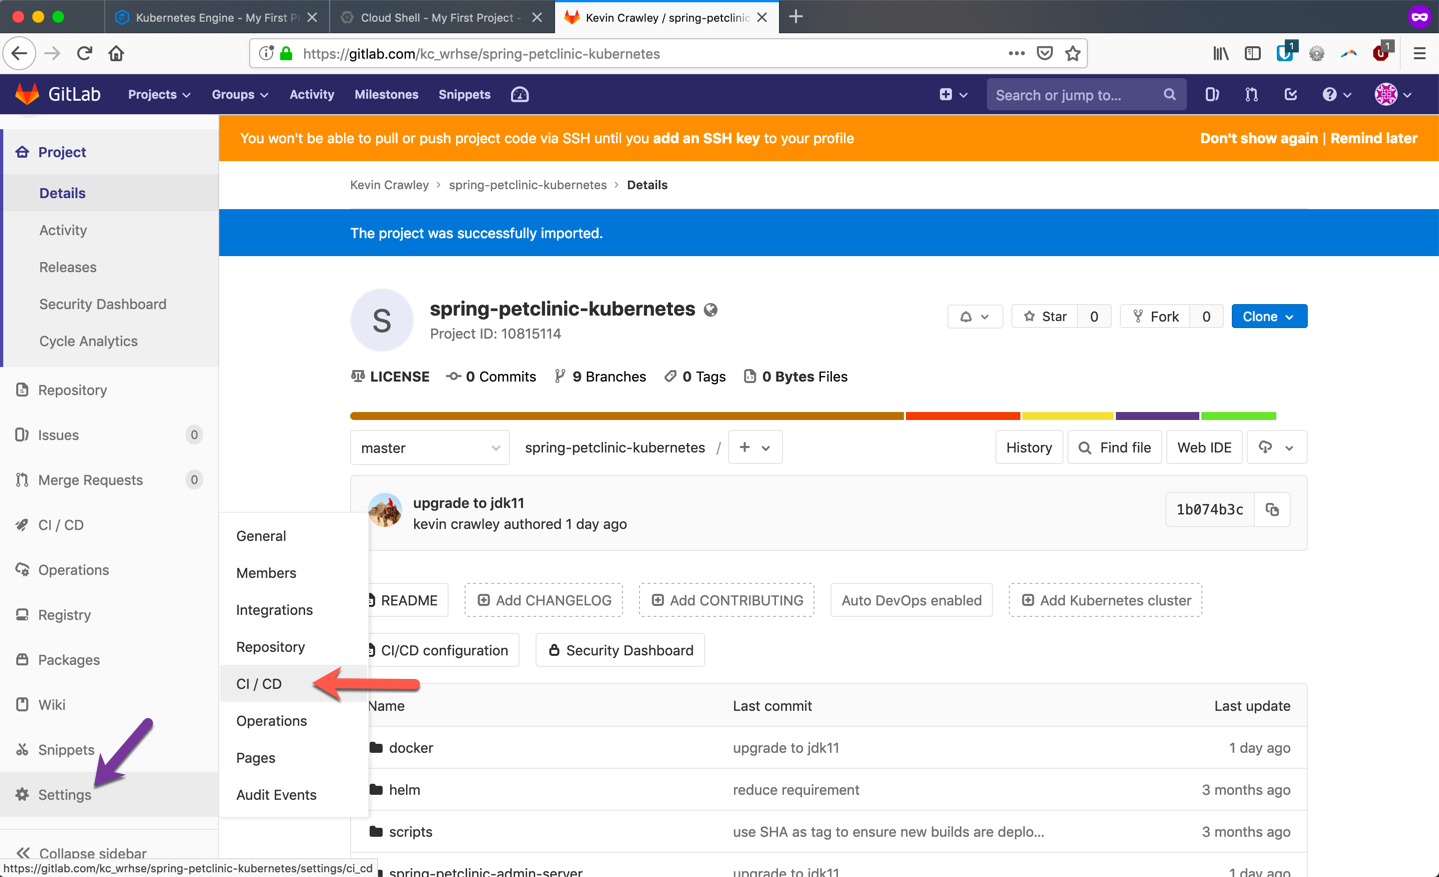 Kubernetes Engine - My First P
Cloud Shell - My First Project -
Kevin Crawley / spring-petclinic
https://gitlab.com/kc_wrhse/spring-petclinic-kubernetes
1
1
GitLab
Projects
Groups
Activity
Milestones
Snippets
Search or jump to...
You won't be able to pull or push project code via SSH until you add an SSH key to your profile
Don't show again | Remind later
Project
Details
Activity
Releases
Security Dashboard
Cycle Analytics
Repository
Issues 0
Merge Requests 0
CI / CD
Operations
Registry
Packages
Wiki
Snippets
Settings
Collapse sidebar
https://gitlab.com/kc_wrhse/spring-petclinic-kubernetes/settings/ci_cd
General
Members
Integrations
Repository
CI / CD
Operations
Pages
Audit Events
Kevin Crawley › spring-petclinic-kubernetes › Details
The project was successfully imported.
S
spring-petclinic-kubernetes
Project ID: 10815114
Star 0
Fork 0
Clone
LICENSE 0 Commits 9 Branches 0 Tags 0 Bytes Files
master
spring-petclinic-kubernetes / +
History
Find file
Web IDE
upgrade to jdk11
kevin crawley authored 1 day ago
1b074b3c
README
Add CHANGELOG
Add CONTRIBUTING
Auto DevOps enabled
Add Kubernetes cluster
CI/CD configuration
Security Dashboard
Name Last commit Last update
docker upgrade to jdk11 1 day ago
helm reduce requirement 3 months ago
scripts use SHA as tag to ensure new builds are deplo... 3 months ago
spring-petclinic-admin-server upgrade to jdk11 1 day ago